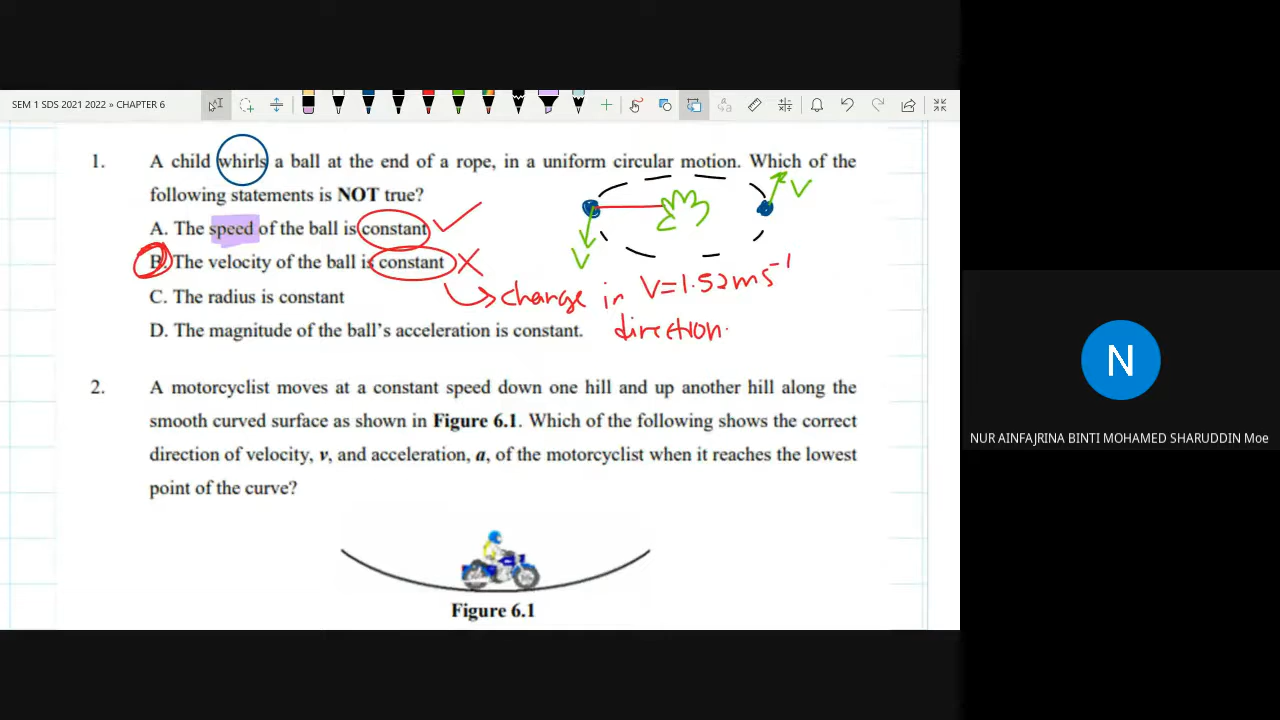 SEM 1 SDS 2021 2022 » CHAPTER 6
1. A child whirls a ball at the end of a rope, in a uniform circular motion. Which of the
following statements is NOT true?
A. The speed of the ball is constant
B. The velocity of the ball is constant
C. The radius is constant
D. The magnitude of the ball's acceleration is constant.
V
V
change in V=1.52ms⁻¹
direction.
2. A motorcyclist moves at a constant speed down one hill and up another hill along the
smooth curved surface as shown in Figure 6.1. Which of the following shows the correct
direction of velocity, v, and acceleration, a, of the motorcyclist when it reaches the lowest
point of the curve?
Figure 6.1
N
NUR AINFAJRINA BINTI MOHAMED SHARUDDIN Moe